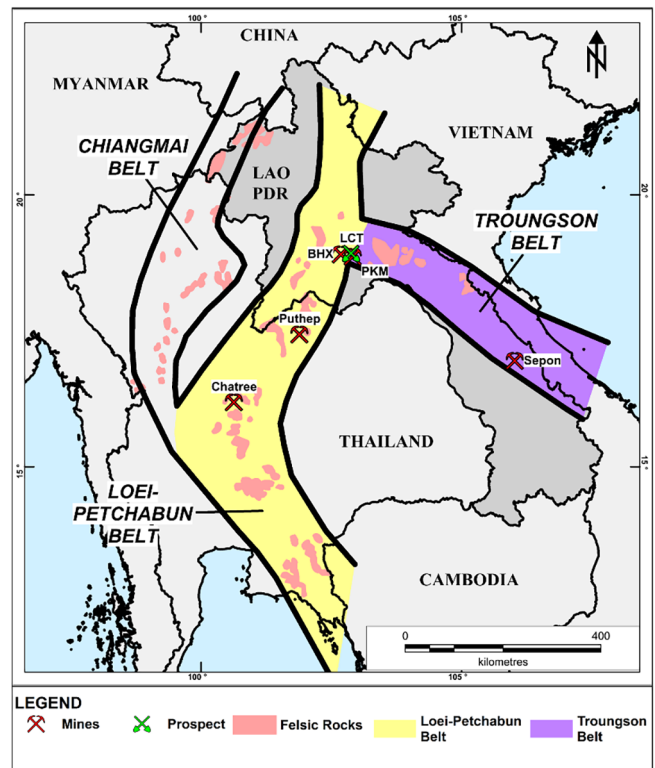 100 °
105°
CHINA
N
MYANMAR
CHIANGMAI
BELT
VIETNAM
LAO
PDR
20 °
20 °
TROUNGSON
BELT
LCT
BHX
PKM
Puthep
Sepon
Chatree
THAILAND
15°
15°
LOEI-
PETCHABUN
BELT
CAMBODIA
0
400
kilometres
100 °
105°
LEGEND
Mines
Prospect
Felsic Rocks
Loei-Petchabun
Belt
Troungson
Belt